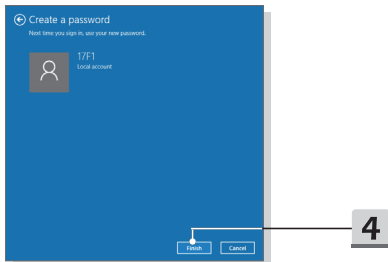 Create a password
Next time you sign in, use your new password.
17F1
Local account
4
Finish Cancel